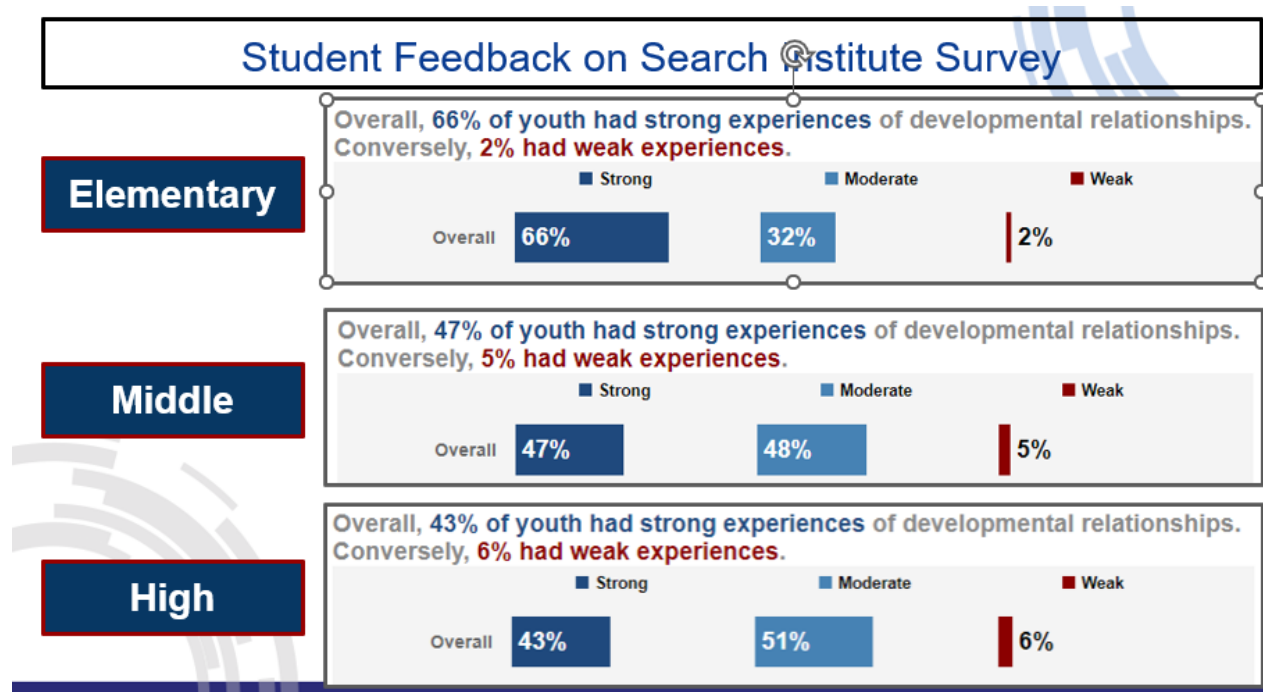 Student Feedback on Search Institute Survey
Elementary
Overall, 66% of youth had strong experiences of developmental relationships.
Conversely, 2% had weak experiences.
Strong Moderate Weak
Overall 66% 32% 2%
Middle
Overall, 47% of youth had strong experiences of developmental relationships.
Conversely, 5% had weak experiences.
Strong Moderate Weak
Overall 47% 48% 5%
High
Overall, 43% of youth had strong experiences of developmental relationships.
Conversely, 6% had weak experiences.
Strong Moderate Weak
Overall 43% 51% 6%